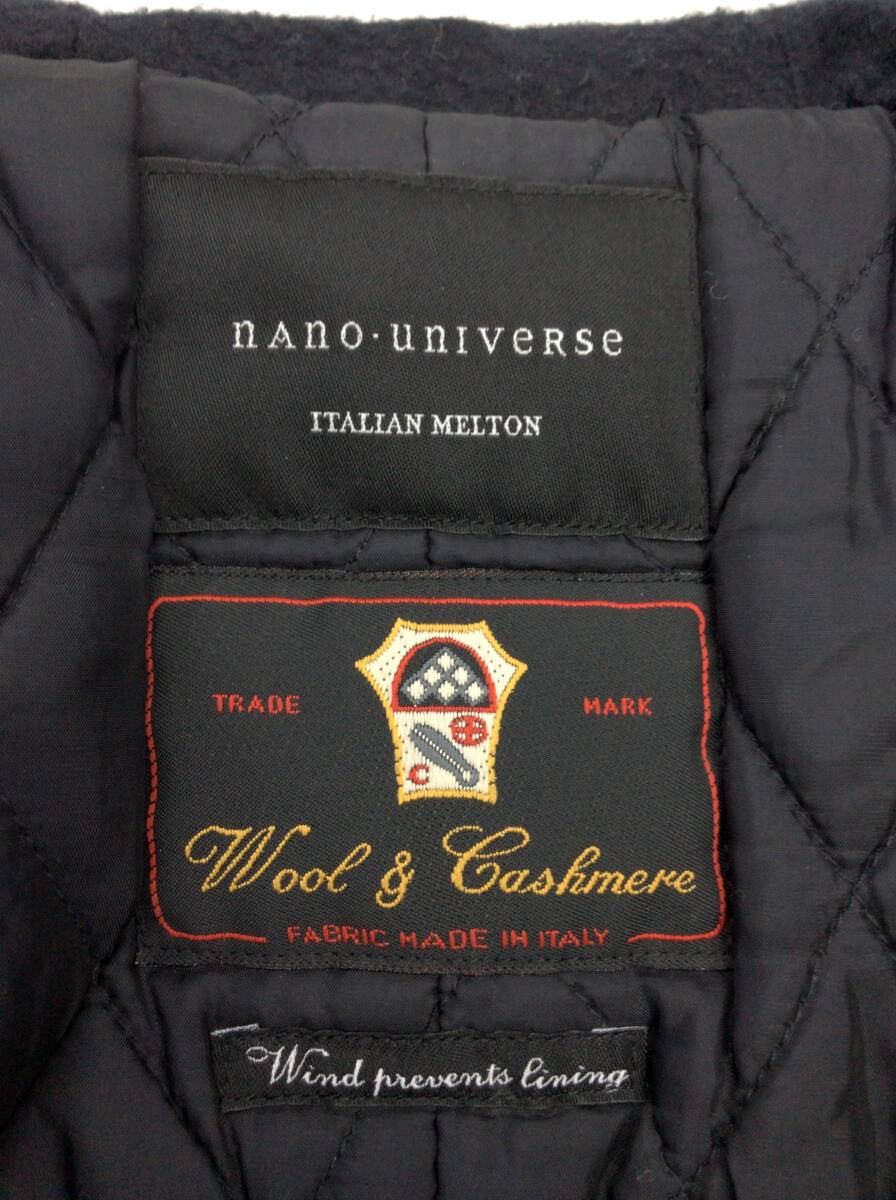 nano·universe
ITALIAN MELTON
TRADE MARK
Wool & Cashmere
FABRIC MADE IN ITALY
Wind prevents lining